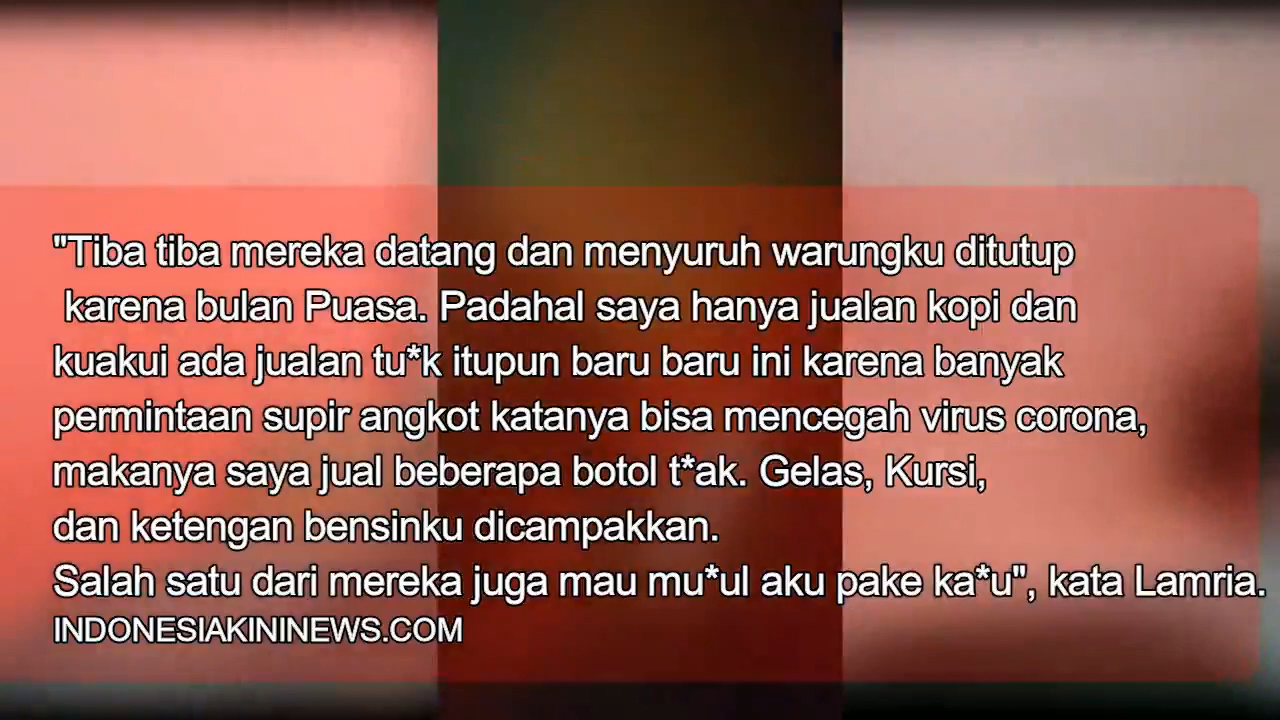 "Tiba tiba mereka datang dan menyuruh warungku ditutup
karena bulan Puasa. Padahal saya hanya jualan kopi dan
kuakui ada jualan tu*k itupun baru baru ini karena banyak
permintaan supir angkot katanya bisa mencegah virus corona,
makanya saya jual beberapa botol t*ak. Gelas, Kursi,
dan ketengan bensinku dicampakkan.
Salah satu dari mereka juga mau mu*ul aku pake ka*u", kata Lamria.
INDONESIAKININEWS.COM